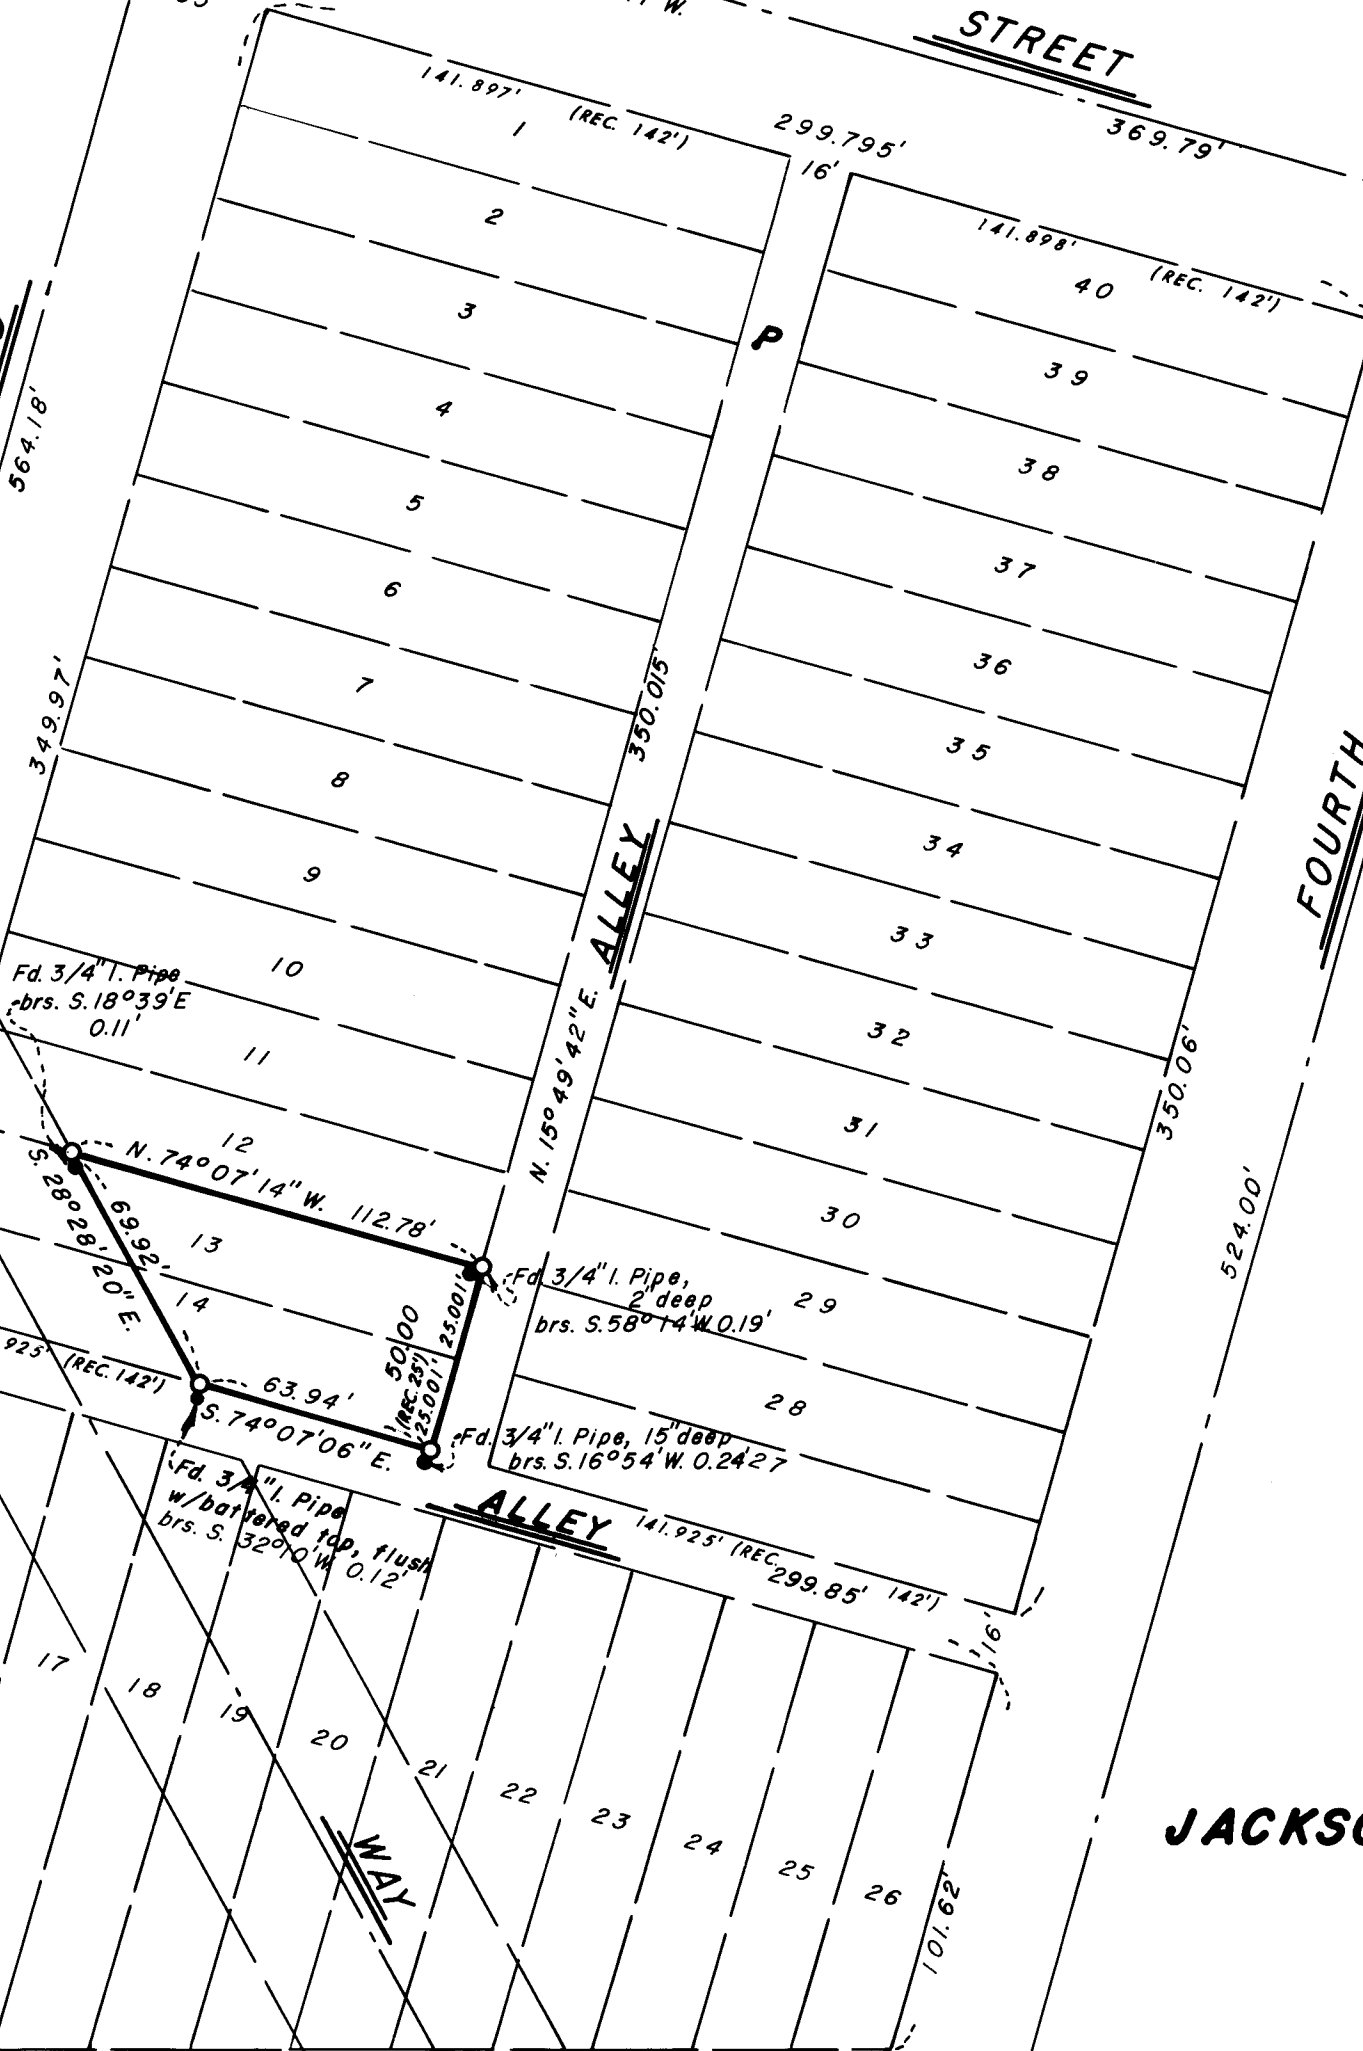 W.
STREET
141.897'
(REC. 142')
299.795'
369.79'
16'
141.898'
(REC. 142')
1
2
3
4
5
6
7
8
9
10
11
12
13
14
P
40
39
38
37
36
35
34
33
32
31
30
29
28
27
564.18'
349.97'
350.015'
ALLEY
N. 15°49'42"E.
FOURTH
350.06'
524.00'
Fd. 3/4" I. Pipe
brs. S. 18°39'E
0.11'
N. 74°07'14" W. 112.78'
S. 28°28'20" E.
69.92'
50.00
(REC. 25')
25.001'
25.001'
Fd. 3/4" I. Pipe,
2' deep
brs. S. 58°14' W. 0.19'
925' (REC. 142')
63.94'
S. 74°07'06" E.
Fd. 3/4" I. Pipe, 15" deep
brs. S. 16°54' W. 0.24'
Fd. 3/4" I. Pipe
w/battered top, flush
brs. S. 32°10' W. 0.12'
ALLEY
141.925' (REC. 142')
299.85'
16'
17
18
19
20
21
22
23
24
25
26
WAY
101.62'
JACKSO